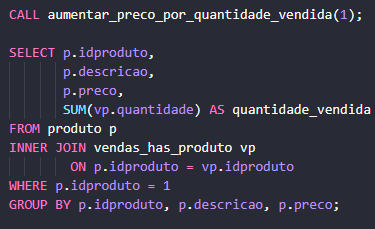 CALL aumentar_preco_por_quantidade_vendida(1);
SELECT p.idproduto,
p.descricao,
p.preco,
SUM(vp.quantidade) AS quantidade_vendida
FROM produto p
INNER JOIN vendas_has_produto vp
ON p.idproduto = vp.idproduto
WHERE p.idproduto = 1
GROUP BY p.idproduto, p.descricao, p.preco;